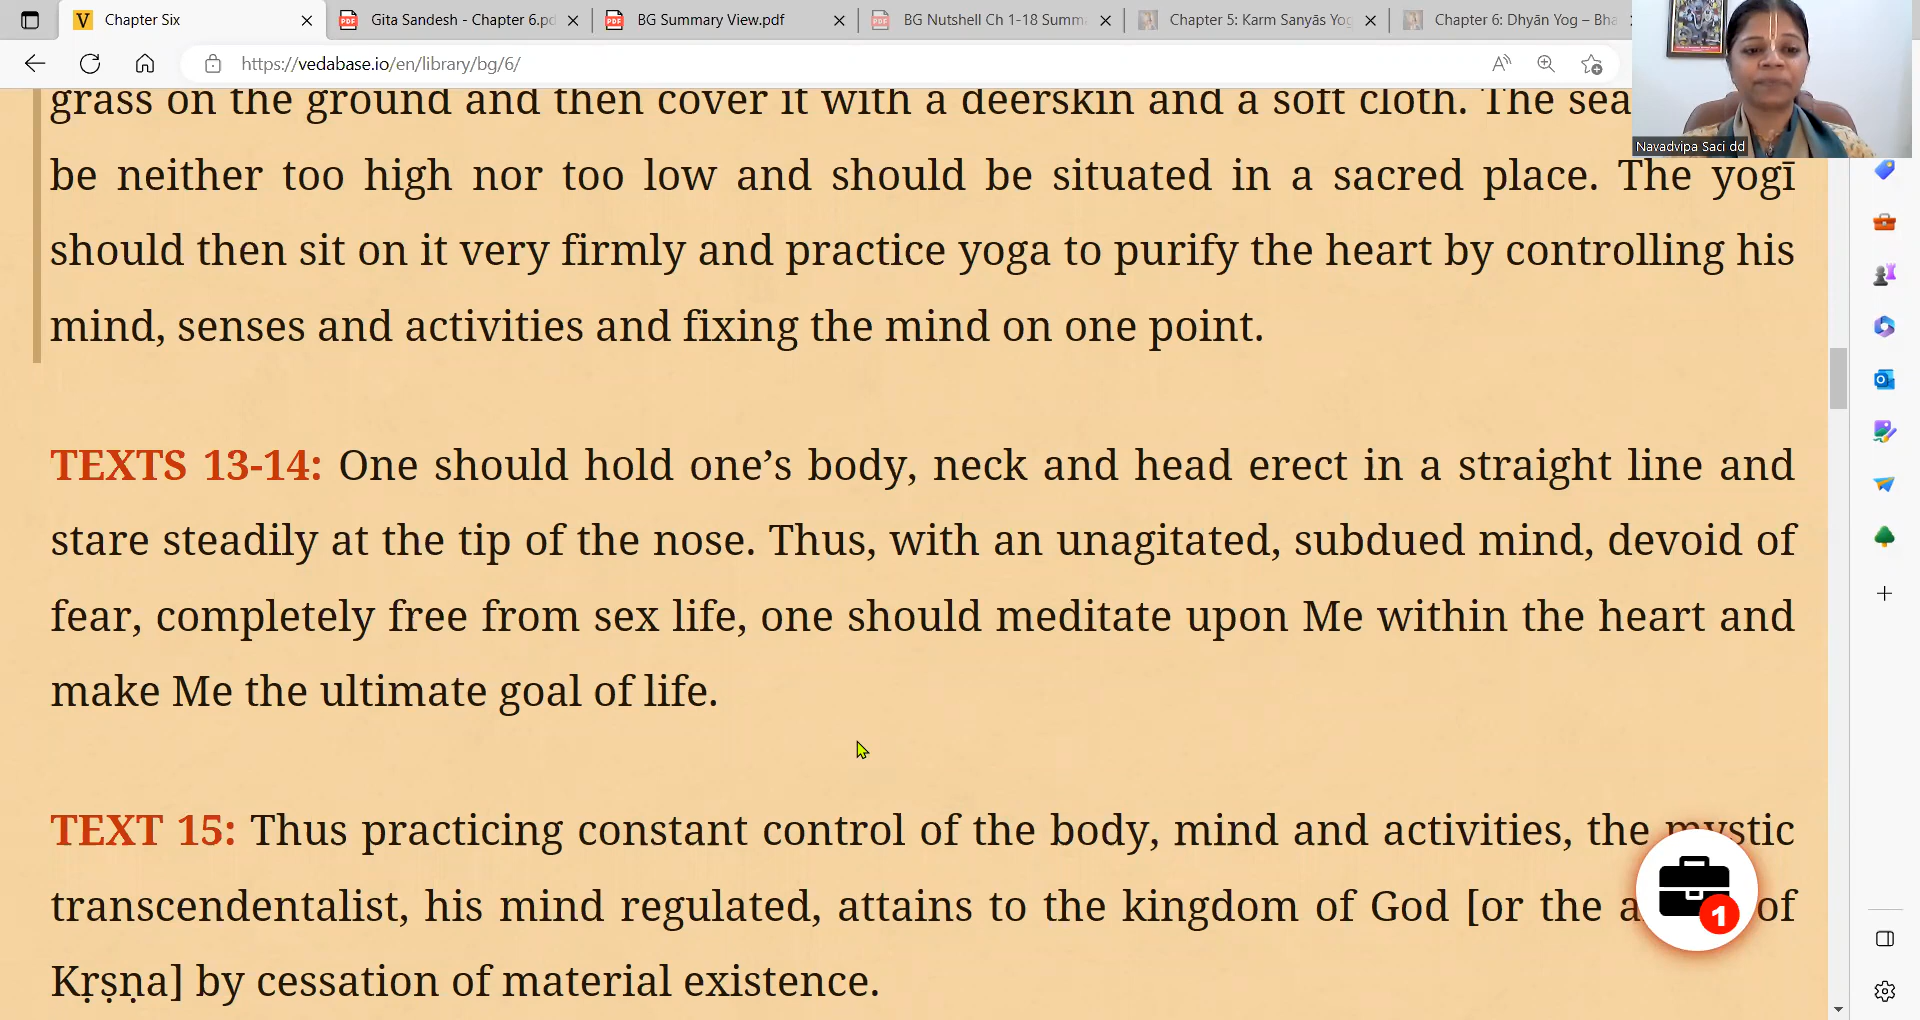 Chapter Six
Gita Sandesh - Chapter 6.pd
BG Summary View.pdf
BG Nutshell Ch 1-18 Summ
Chapter 5: Karm Sanyās Yog
Chapter 6: Dhyān Yog – Bha
https://vedabase.io/en/library/bg/6/
Navadvipa Saci dd
grass on the ground and then cover it with a deerskin and a soft cloth. The
be neither too high nor too low and should be situated in a sacred place. The yogī
should then sit on it very firmly and practice yoga to purify the heart by controlling his
mind, senses and activities and fixing the mind on one point.
TEXTS 13-14: One should hold one’s body, neck and head erect in a straight line and
stare steadily at the tip of the nose. Thus, with an unagitated, subdued mind, devoid of
fear, completely free from sex life, one should meditate upon Me within the heart and
make Me the ultimate goal of life.
TEXT 15: Thus practicing constant control of the body, mind and activities, the mystic
transcendentalist, his mind regulated, attains to the kingdom of God [or the of
Kṛṣṇa] by cessation of material existence.
1